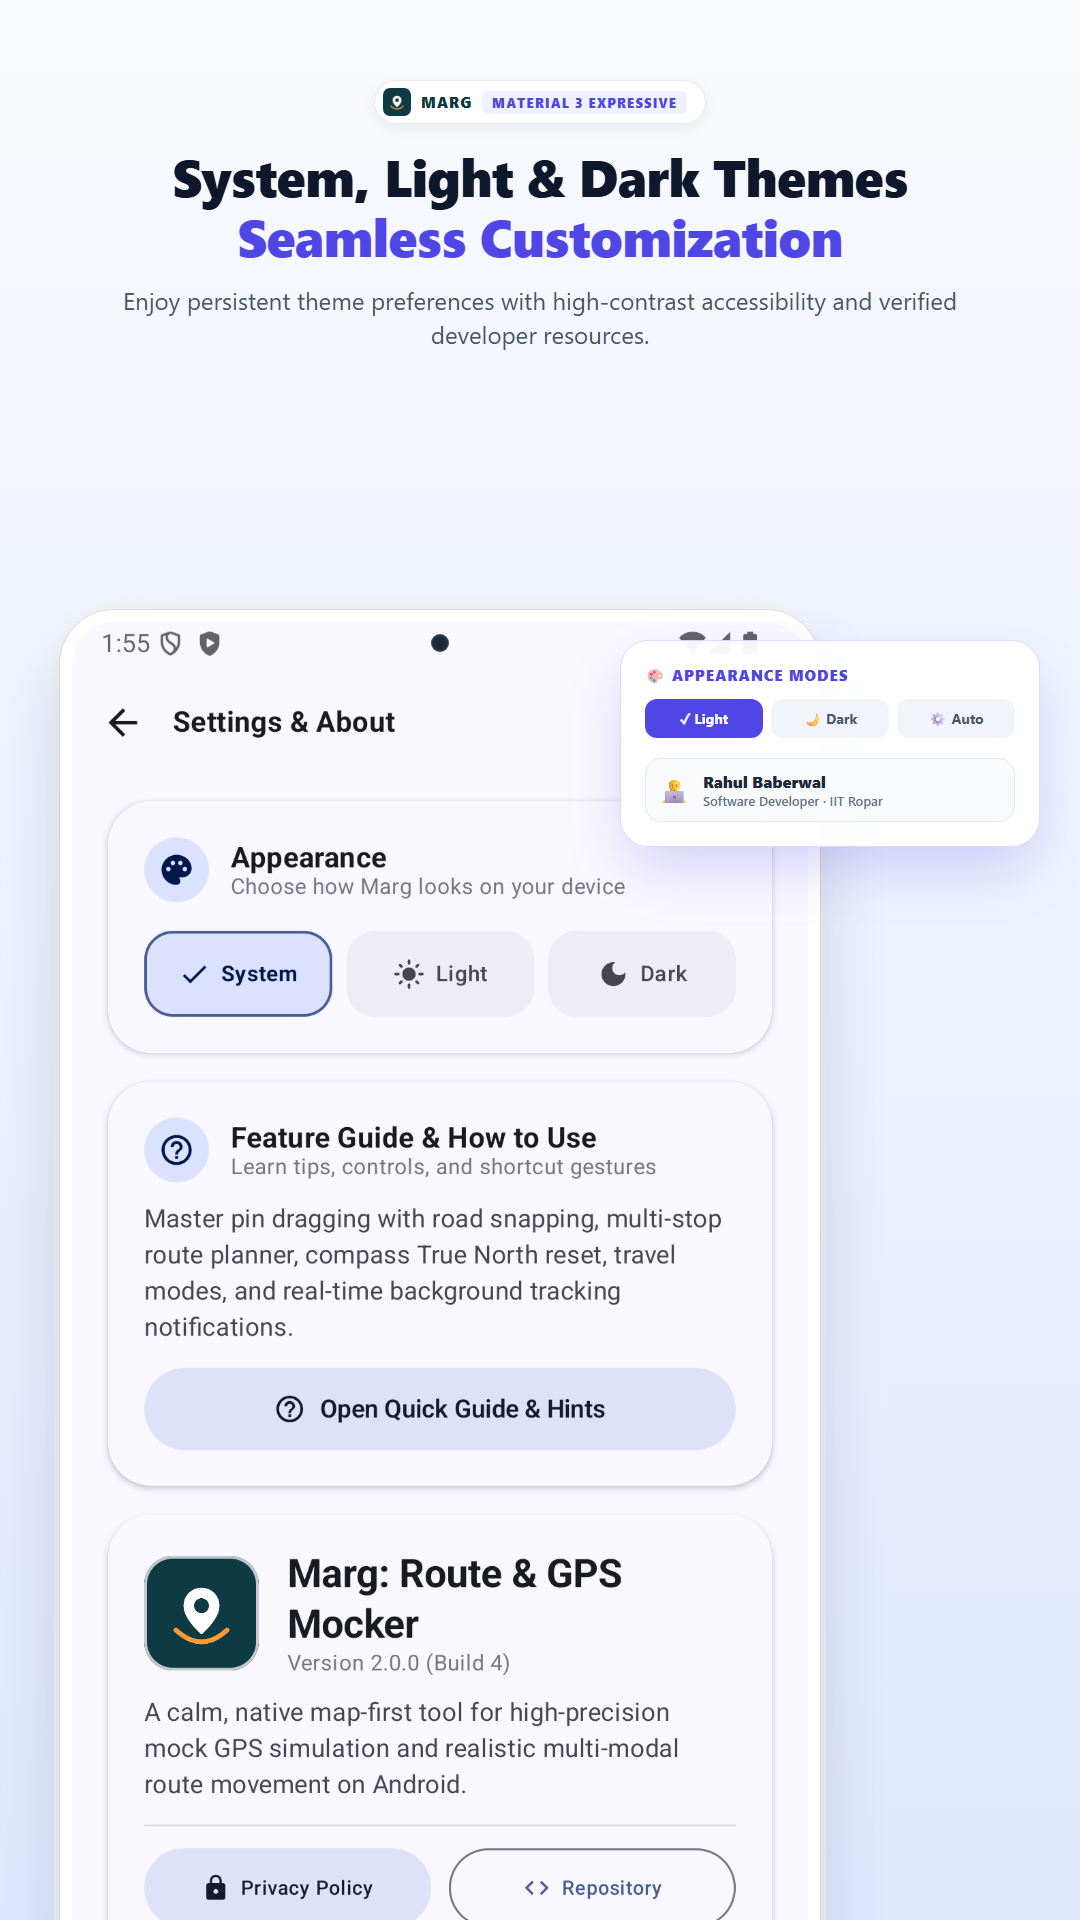 MARG MATERIAL 3 EXPRESSIVE
System, Light & Dark Themes
Seamless Customization
Enjoy persistent theme preferences with high-contrast accessibility and verified
developer resources.
1:55
Settings & About
APPEARANCE MODES
✓ Light
Dark
Auto
Rahul Baberwal
Software Developer · IIT Ropar
Appearance
Choose how Marg looks on your device
System
Light
Dark
Feature Guide & How to Use
Learn tips, controls, and shortcut gestures
Master pin dragging with road snapping, multi-stop
route planner, compass True North reset, travel
modes, and real-time background tracking
notifications.
Open Quick Guide & Hints
Marg: Route & GPS
Mocker
Version 2.0.0 (Build 4)
A calm, native map-first tool for high-precision
mock GPS simulation and realistic multi-modal
route movement on Android.
Privacy Policy
Repository